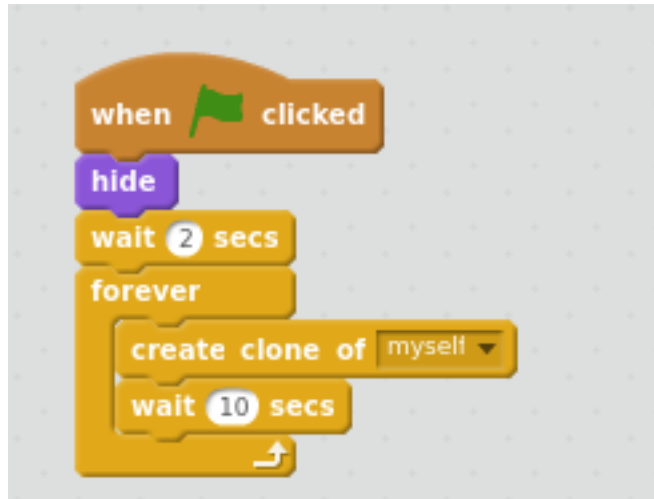 when clicked
hide
wait 2 secs
forever
create clone of myself
wait 10 secs